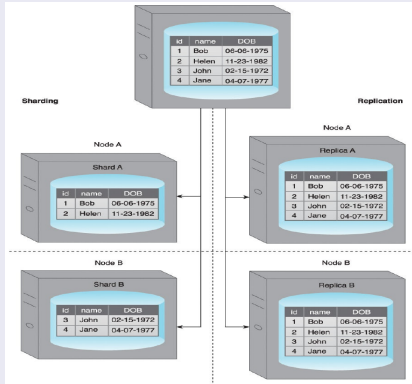 id name DOB
1 Bob 06-06-1975
2 Helen 11-23-1982
3 John 02-15-1972
4 Jane 04-07-1977
Sharding
Replication
Node A
Shard A
id name DOB
1 Bob 06-06-1975
2 Helen 11-23-1982
Node A
Replica A
id name DOB
1 Bob 06-06-1975
2 Helen 11-23-1982
3 John 02-15-1972
4 Jane 04-07-1977
Node B
Shard B
id name DOB
3 John 02-15-1972
4 Jane 04-07-1977
Node B
Replica B
id name DOB
1 Bob 06-06-1975
2 Helen 11-23-1982
3 John 02-15-1972
4 Jane 04-07-1977